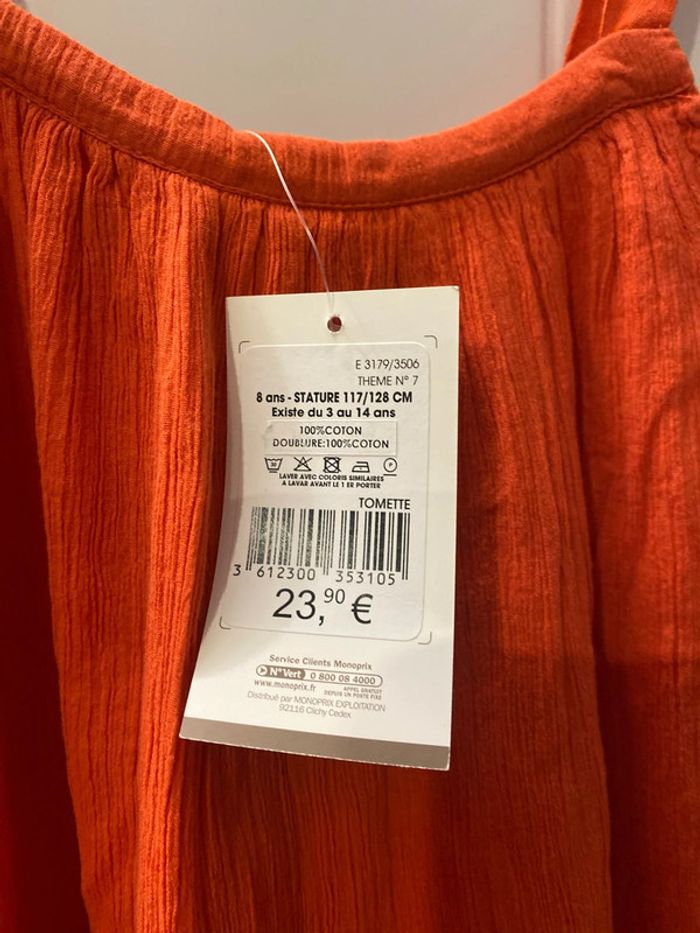 E 3179/3506
THEME N° 7
8 ans - STATURE 117/128 CM
Existe du 3 au 14 ans
100%COTON
DOUBLURE:100%COTON
30 P
LAVER AVEC COLORIS SIMILAIRES
A LAVAR AVANT LE 1 ER PORTER
TOMETTE
3 612300 353105
23,90 €
Service Clients Monoprix
N° Vert 0 800 08 4000
www.monoprix.fr APPEL GRATUIT
DEPUIS UN POSTE FIXE
Distribué par MONOPRIX EXPLOITATION
92116 Clichy Cedex